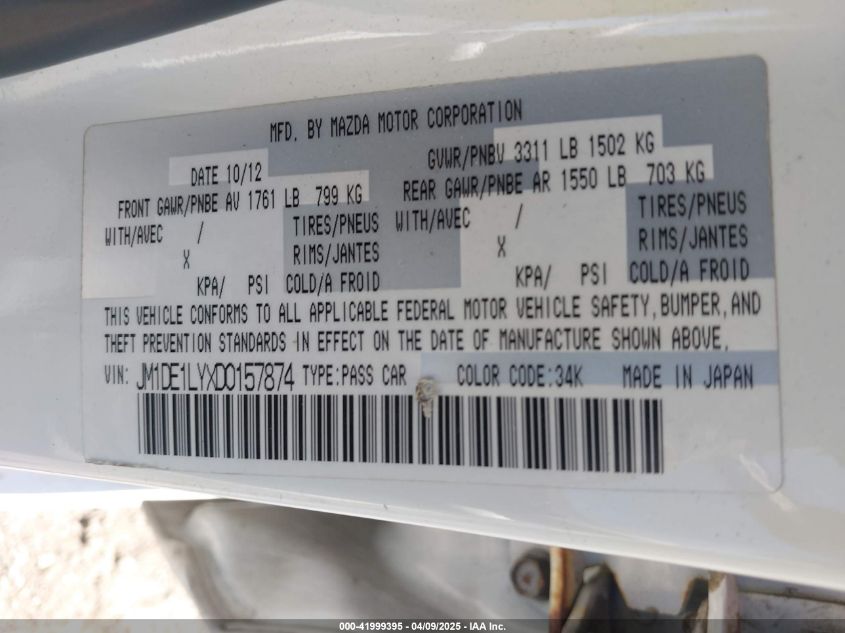 MFD. BY MAZDA MOTOR CORPORATION
DATE 10/12 GVWR/PNBV 3311 LB 1502 KG
FRONT GAWR/PNBE AV 1761 LB 799 KG REAR GAWR/PNBE AR 1550 LB 703 KG
WITH/AVEC / TIRES/PNEUS WITH/AVEC / TIRES/PNEUS
X RIMS/JANTES X RIMS/JANTES
KPA/ PSI COLD/A FROID KPA/ PSI COLD/A FROID
THIS VEHICLE CONFORMS TO ALL APPLICABLE FEDERAL MOTOR VEHICLE SAFETY, BUMPER, AND
THEFT PREVENTION STANDARDS IN EFFECT ON THE DATE OF MANUFACTURE SHOWN ABOVE.
VIN: JM1DE1LYXD0157874 TYPE:PASS CAR COLOR CODE:34K MADE IN JAPAN
000-41999395 - 04/09/2025 - IAA Inc.